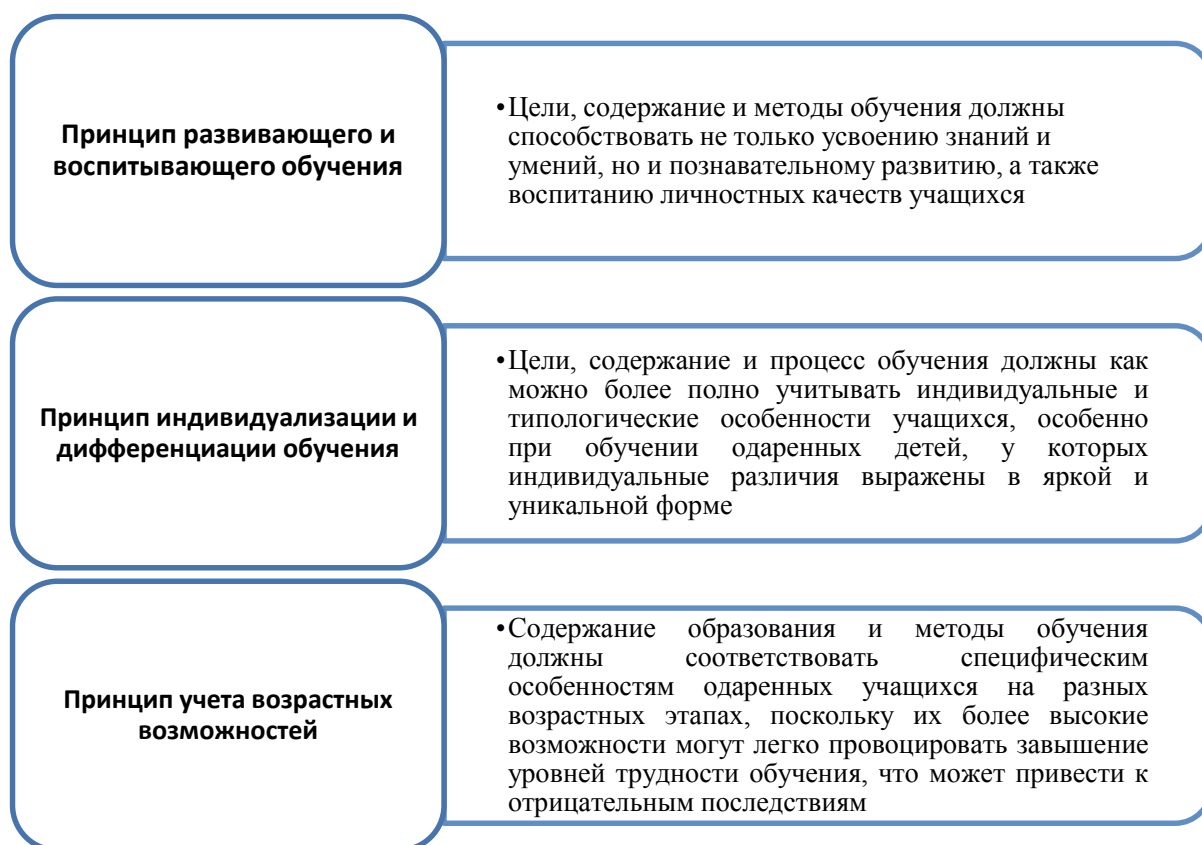 Принцип развивающего и
воспитывающего обучения
•Цели, содержание и методы обучения должны
способствовать не только усвоению знаний и
умений, но и познавательному развитию, а также
воспитанию личностных качеств учащихся
Принцип индивидуализации и
дифференциации обучения
•Цели, содержание и процесс обучения должны как
можно более полно учитывать индивидуальные и
типологические особенности учащихся, особенно
при обучении одаренных детей, у которых
индивидуальные различия выражены в яркой и
уникальной форме
Принцип учета возрастных
возможностей
•Содержание образования и методы обучения
должны соответствовать специфическим
особенностям одаренных учащихся на разных
возрастных этапах, поскольку их более высокие
возможности могут легко провоцировать завышение
уровней трудности обучения, что может привести к
отрицательным последствиям